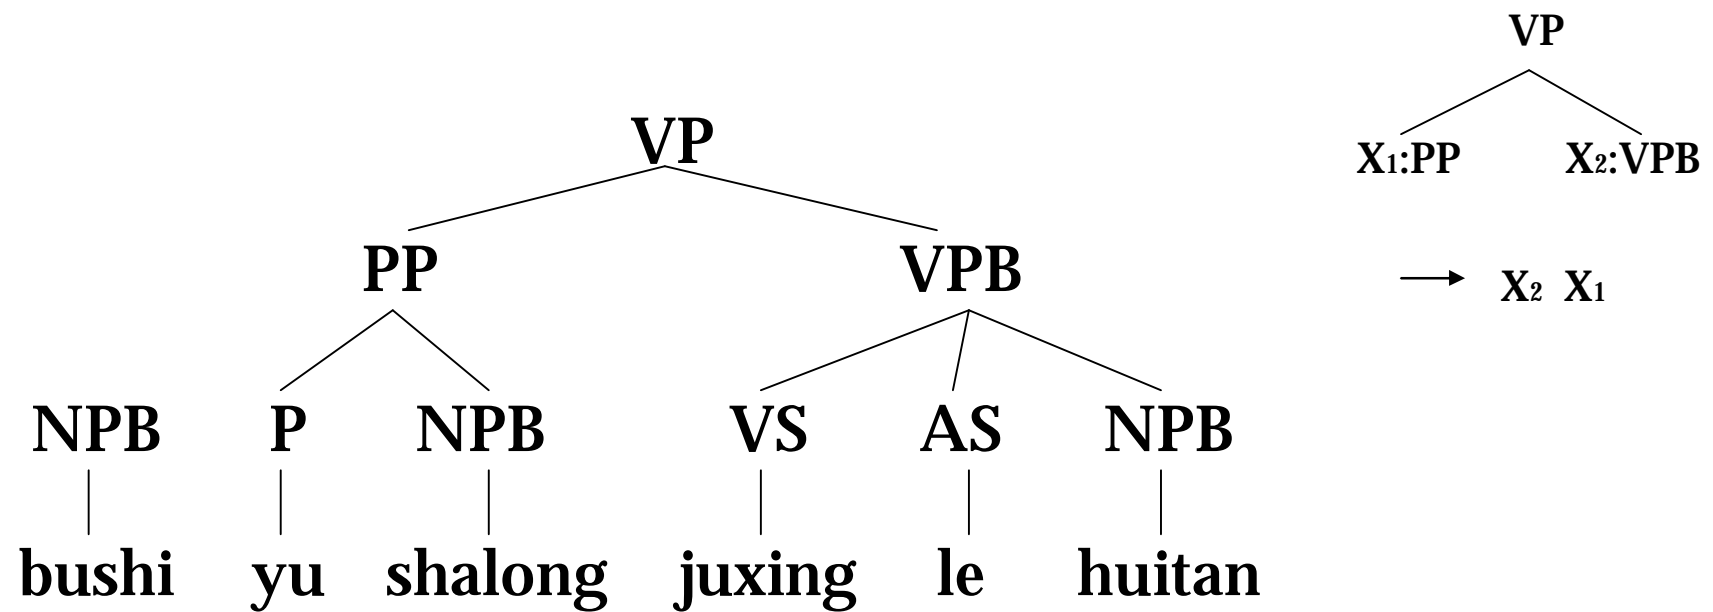 VP
X1:PP X2:VPB
→ X2 X1
VP
PP VPB
NPB P NPB VS AS NPB
bushi yu shalong juxing le huitan